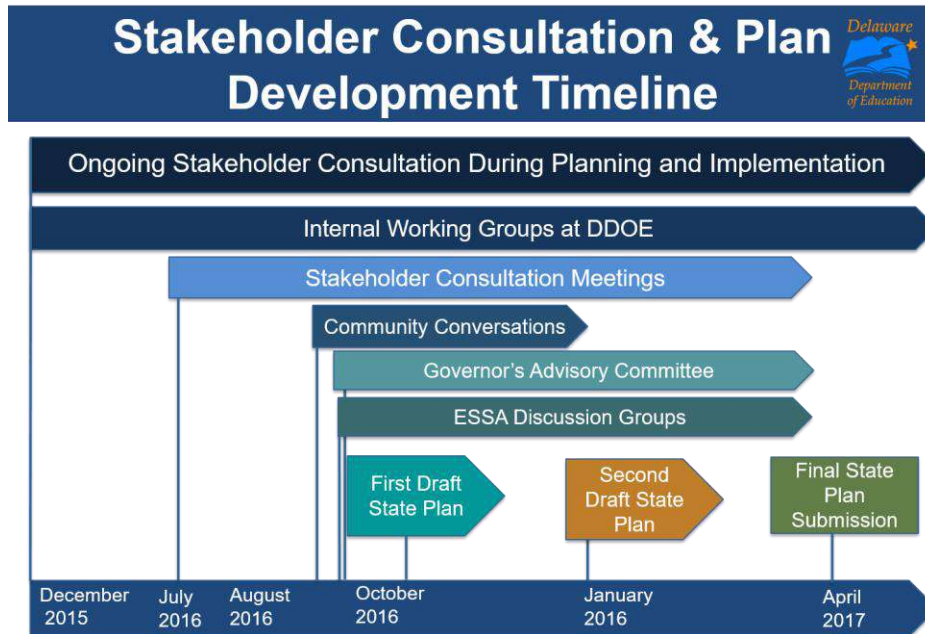 Stakeholder Consultation & Plan
Development Timeline
Delaware
Department
of Education
Ongoing Stakeholder Consultation During Planning and Implementation
Internal Working Groups at DDOE
Stakeholder Consultation Meetings
Community Conversations
Governor's Advisory Committee
ESSA Discussion Groups
First Draft
State Plan
Second
Draft State
Plan
Final State
Plan
Submission
December
2015
July
2016
August
2016
October
2016
January
2016
April
2017